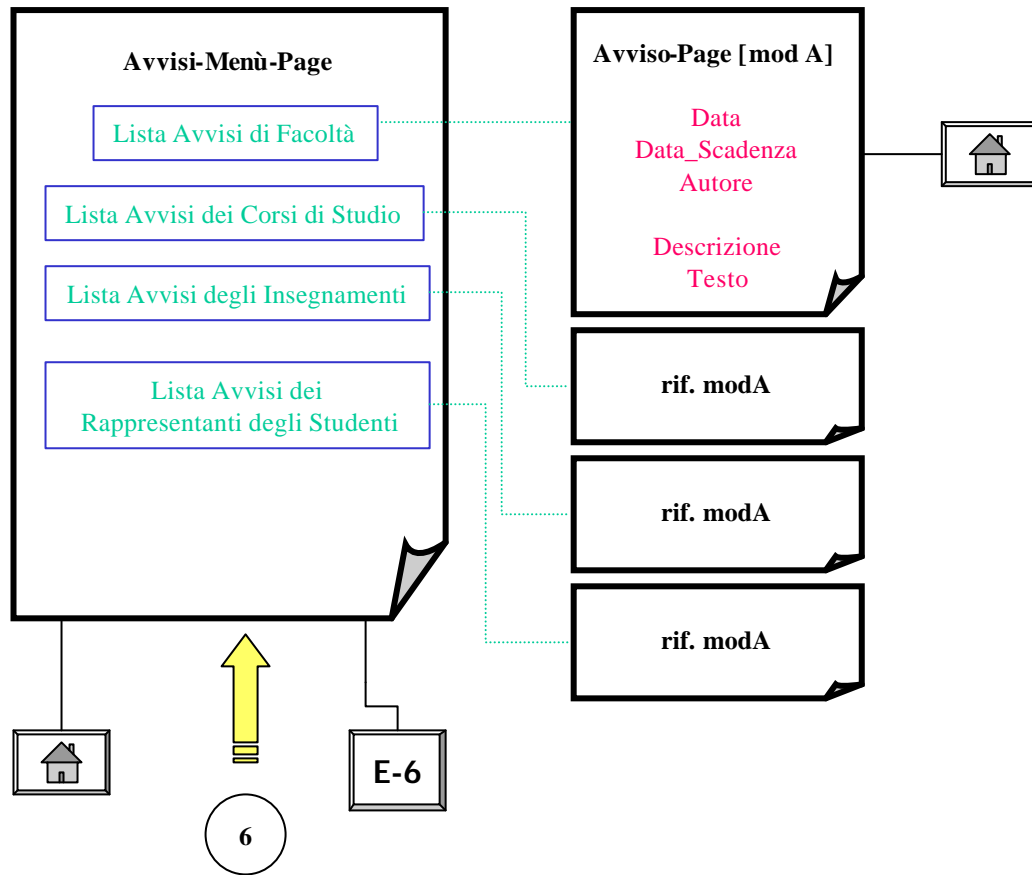 Avvisi-Menù-Page
Lista Avvisi di Facoltà
Lista Avvisi dei Corsi di Studio
Lista Avvisi degli Insegnamenti
Lista Avvisi dei
Rappresentanti degli Studenti
Avviso-Page [mod A]
Data
Data_Scadenza
Autore
Descrizione
Testo
rif. modA
rif. modA
rif. modA
E-6
6